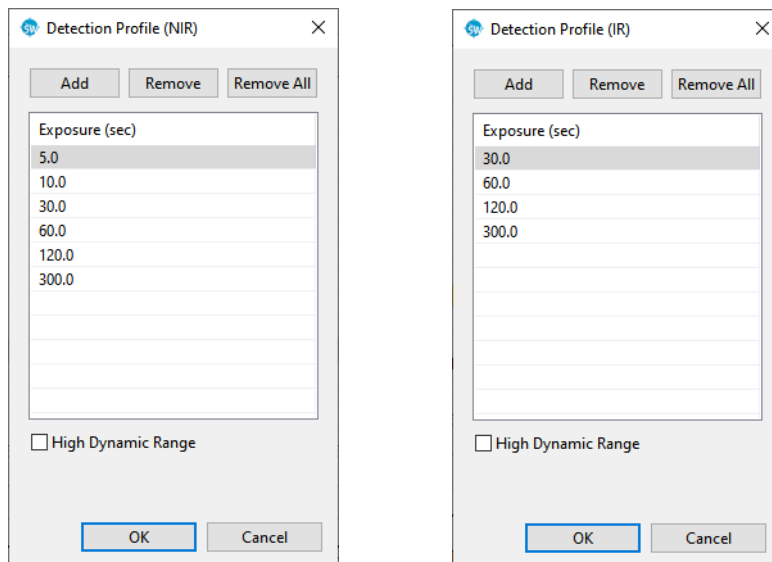 Detection Profile (NIR)
Add Remove Remove All
Exposure (sec)
5.0
10.0
30.0
60.0
120.0
300.0
High Dynamic Range
OK Cancel
Detection Profile (IR)
Add Remove Remove All
Exposure (sec)
30.0
60.0
120.0
300.0
High Dynamic Range
OK Cancel